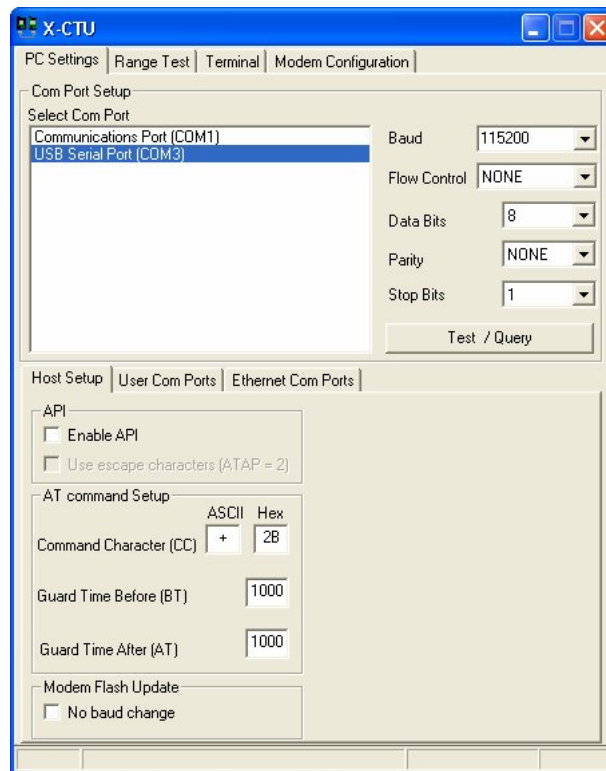 X-CTU
PC Settings Range Test Terminal Modem Configuration
Com Port Setup
Select Com Port
Communications Port (COM1)
USB Serial Port (COM3)
Baud 115200
Flow Control NONE
Data Bits 8
Parity NONE
Stop Bits 1
Test / Query
Host Setup User Com Ports Ethernet Com Ports
API
Enable API
Use escape characters (ATAP = 2)
AT command Setup
ASCII Hex
Command Character (CC) + 2B
Guard Time Before (BT) 1000
Guard Time After (AT) 1000
Modem Flash Update
No baud change